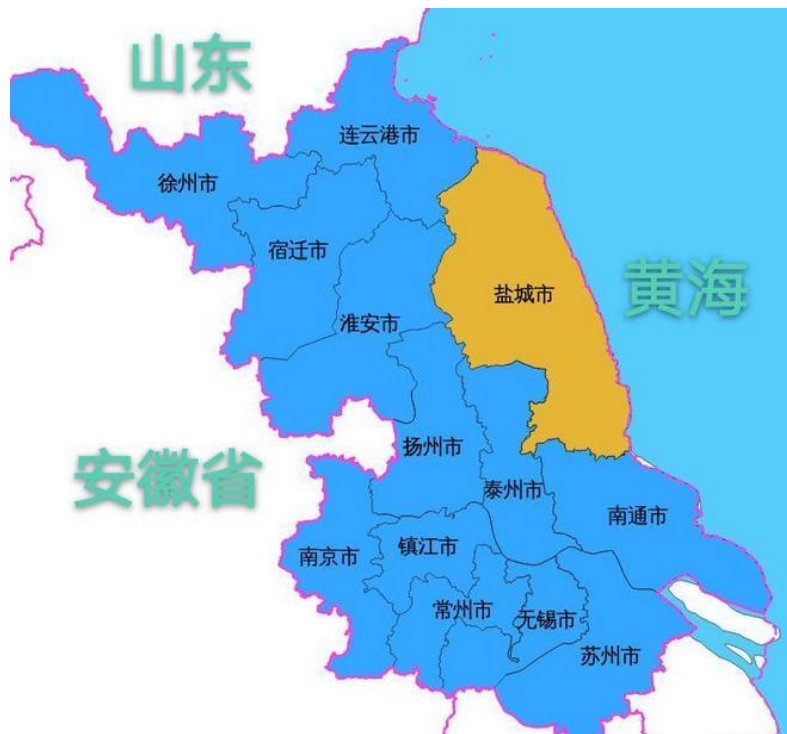 山东
连云港市
徐州市
宿迁市
黄海
盐城市
淮安市
扬州市
安徽省
泰州市
南通市
镇江市
南京市
常州市
无锡市
苏州市